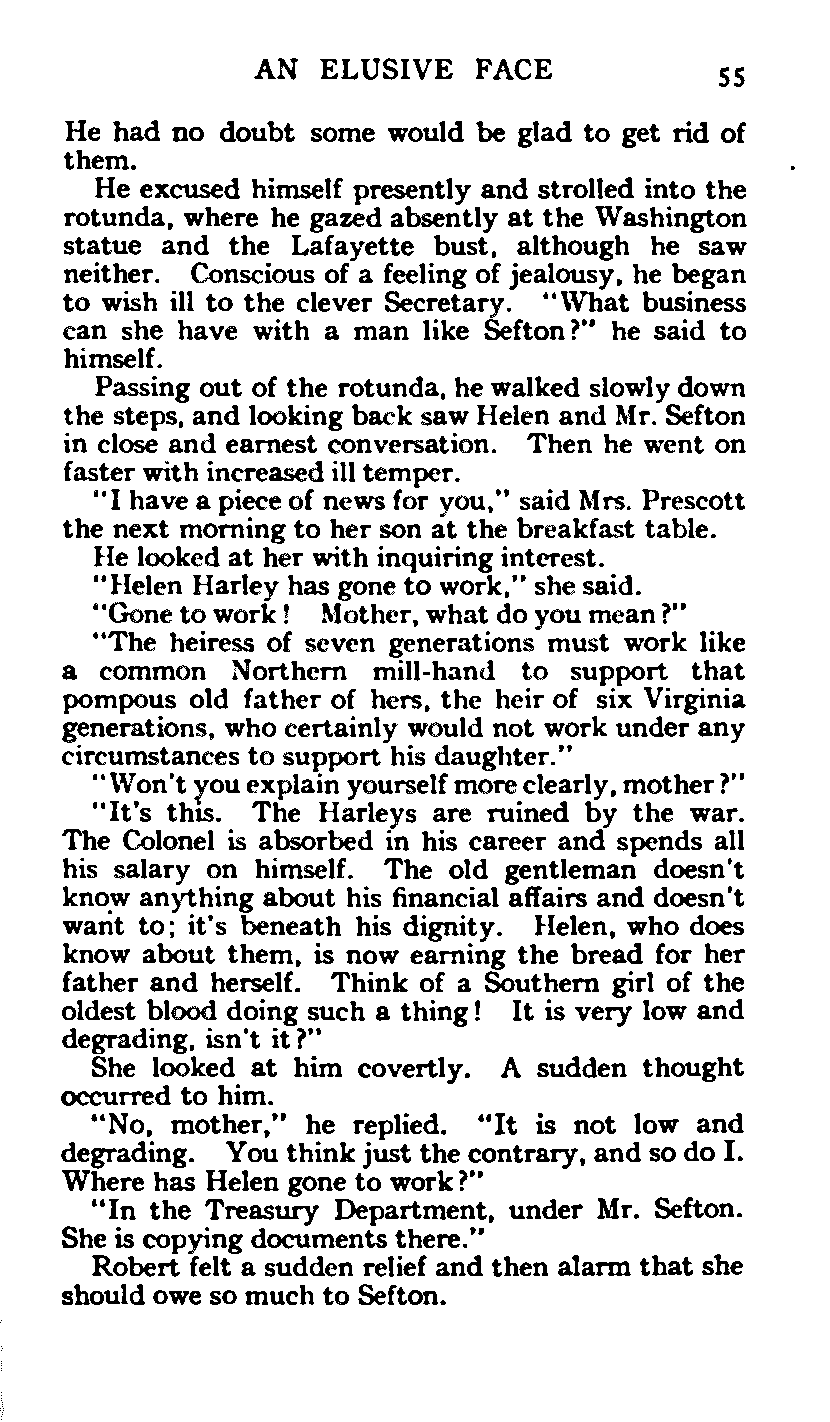 AN ELUSIVE FACE 55
He had no doubt some would be glad to get rid of
them.
He excused himself presently and strolled into the
rotunda, where he gazed absently at the Washington
statue and the Lafayette bust, although he saw
neither. Conscious of a feeling of jealousy, he began
to wish ill to the clever Secretary. "What business
can she have with a man like Sefton?" he said to
himself.
Passing out of the rotunda, he walked slowly down
the steps, and looking back saw Helen and Mr. Sefton
in close and earnest conversation. Then he went on
faster with increased ill temper.
"I have a piece of news for you," said Mrs. Prescott
the next morning to her son at the breakfast table.
He looked at her with inquiring interest.
"Helen Harley has gone to work," she said.
"Gone to work! Mother, what do you mean?"
"The heiress of seven generations must work like
a common Northern mill-hand to support that
pompous old father of hers, the heir of six Virginia
generations, who certainly would not work under any
circumstances to support his daughter."
"Won't you explain yourself more clearly, mother?"
"It's this. The Harleys are ruined by the war.
The Colonel is absorbed in his career and spends all
his salary on himself. The old gentleman doesn't
know anything about his financial affairs and doesn't
want to; it's beneath his dignity. Helen, who does
know about them, is now earning the bread for her
father and herself. Think of a Southern girl of the
oldest blood doing such a thing! It is very low and
degrading, isn't it?"
She looked at him covertly. A sudden thought
occurred to him.
"No, mother," he replied. "It is not low and
degrading. You think just the contrary, and so do I.
Where has Helen gone to work?"
"In the Treasury Department, under Mr. Sefton.
She is copying documents there."
Robert felt a sudden relief and then alarm that she
should owe so much to Sefton.